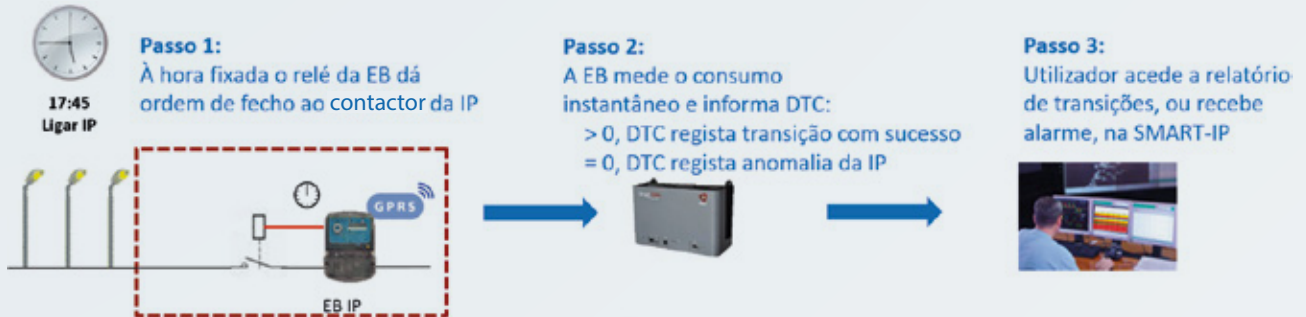 17:45
Ligar IP
Passo 1:
À hora fixada o relé da EB dá
ordem de fecho ao contactor da IP
GPRS
EB IP
Passo 2:
A EB mede o consumo
instantâneo e informa DTC:
> 0, DTC regista transição com sucesso
= 0, DTC regista anomalia da IP
Passo 3:
Utilizador acede a relatório
de transições, ou recebe
alarme, na SMART-IP